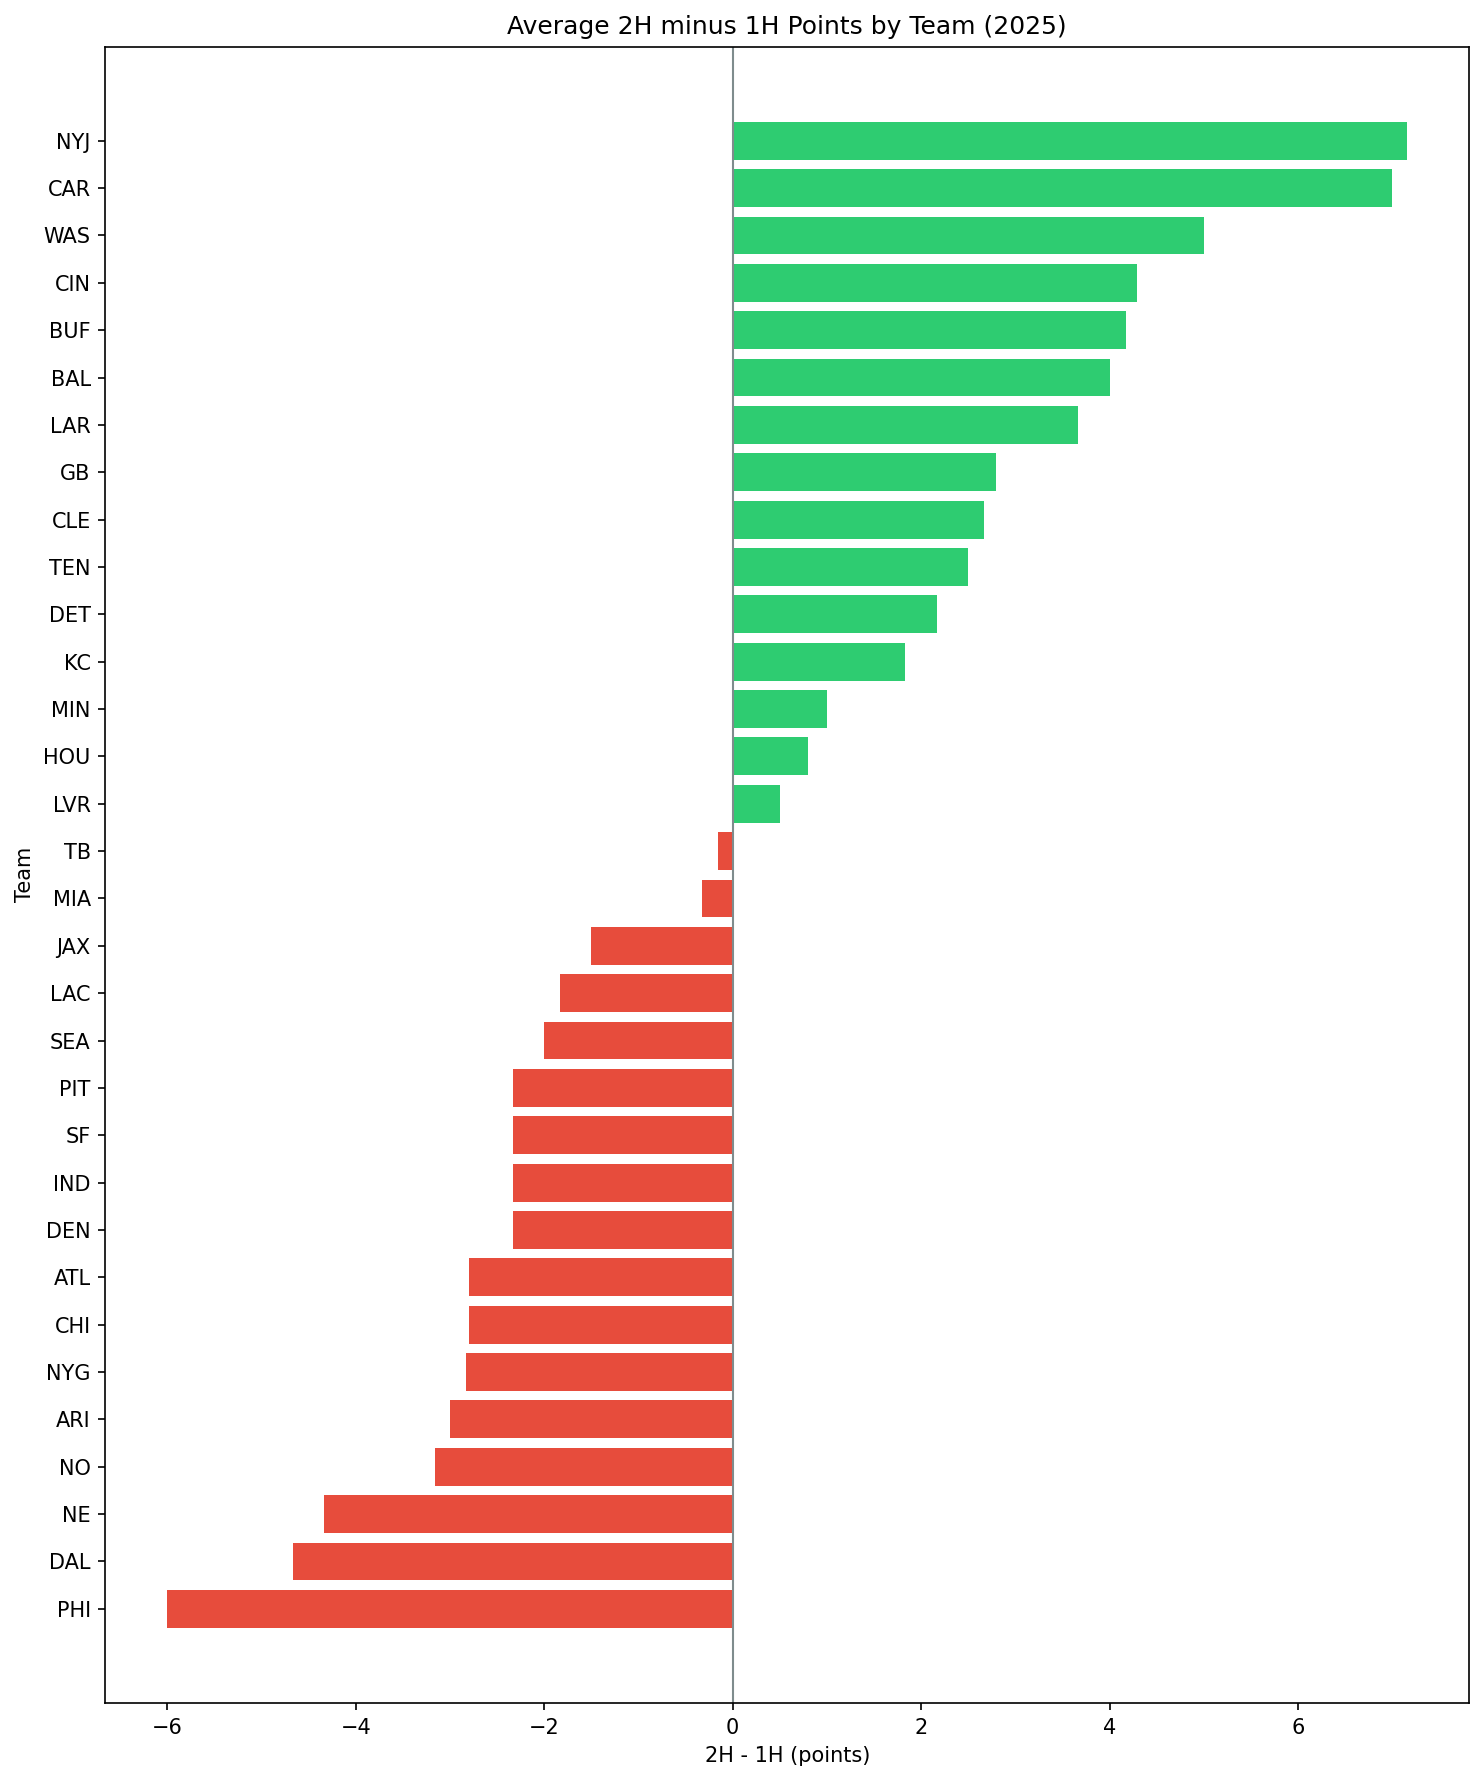 Average 2H minus 1H Points by Team (2025)
NYJ
CAR
WAS
CIN
BUF
BAL
LAR
GB
CLE
TEN
DET
KC
MIN
HOU
LVR
TB
MIA
JAX
LAC
SEA
PIT
SF
IND
DEN
ATL
CHI
NYG
ARI
NO
NE
DAL
PHI
Team
−6 −4 −2 0 2 4 6
2H - 1H (points)